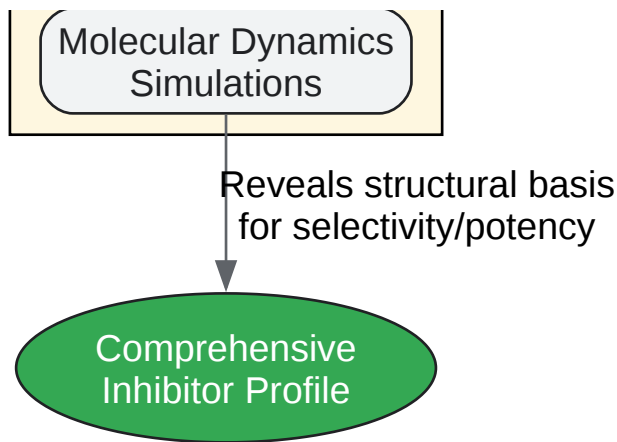 Molecular Dynamics
Simulations
Reveals structural basis
for selectivity/potency
Comprehensive
Inhibitor Profile